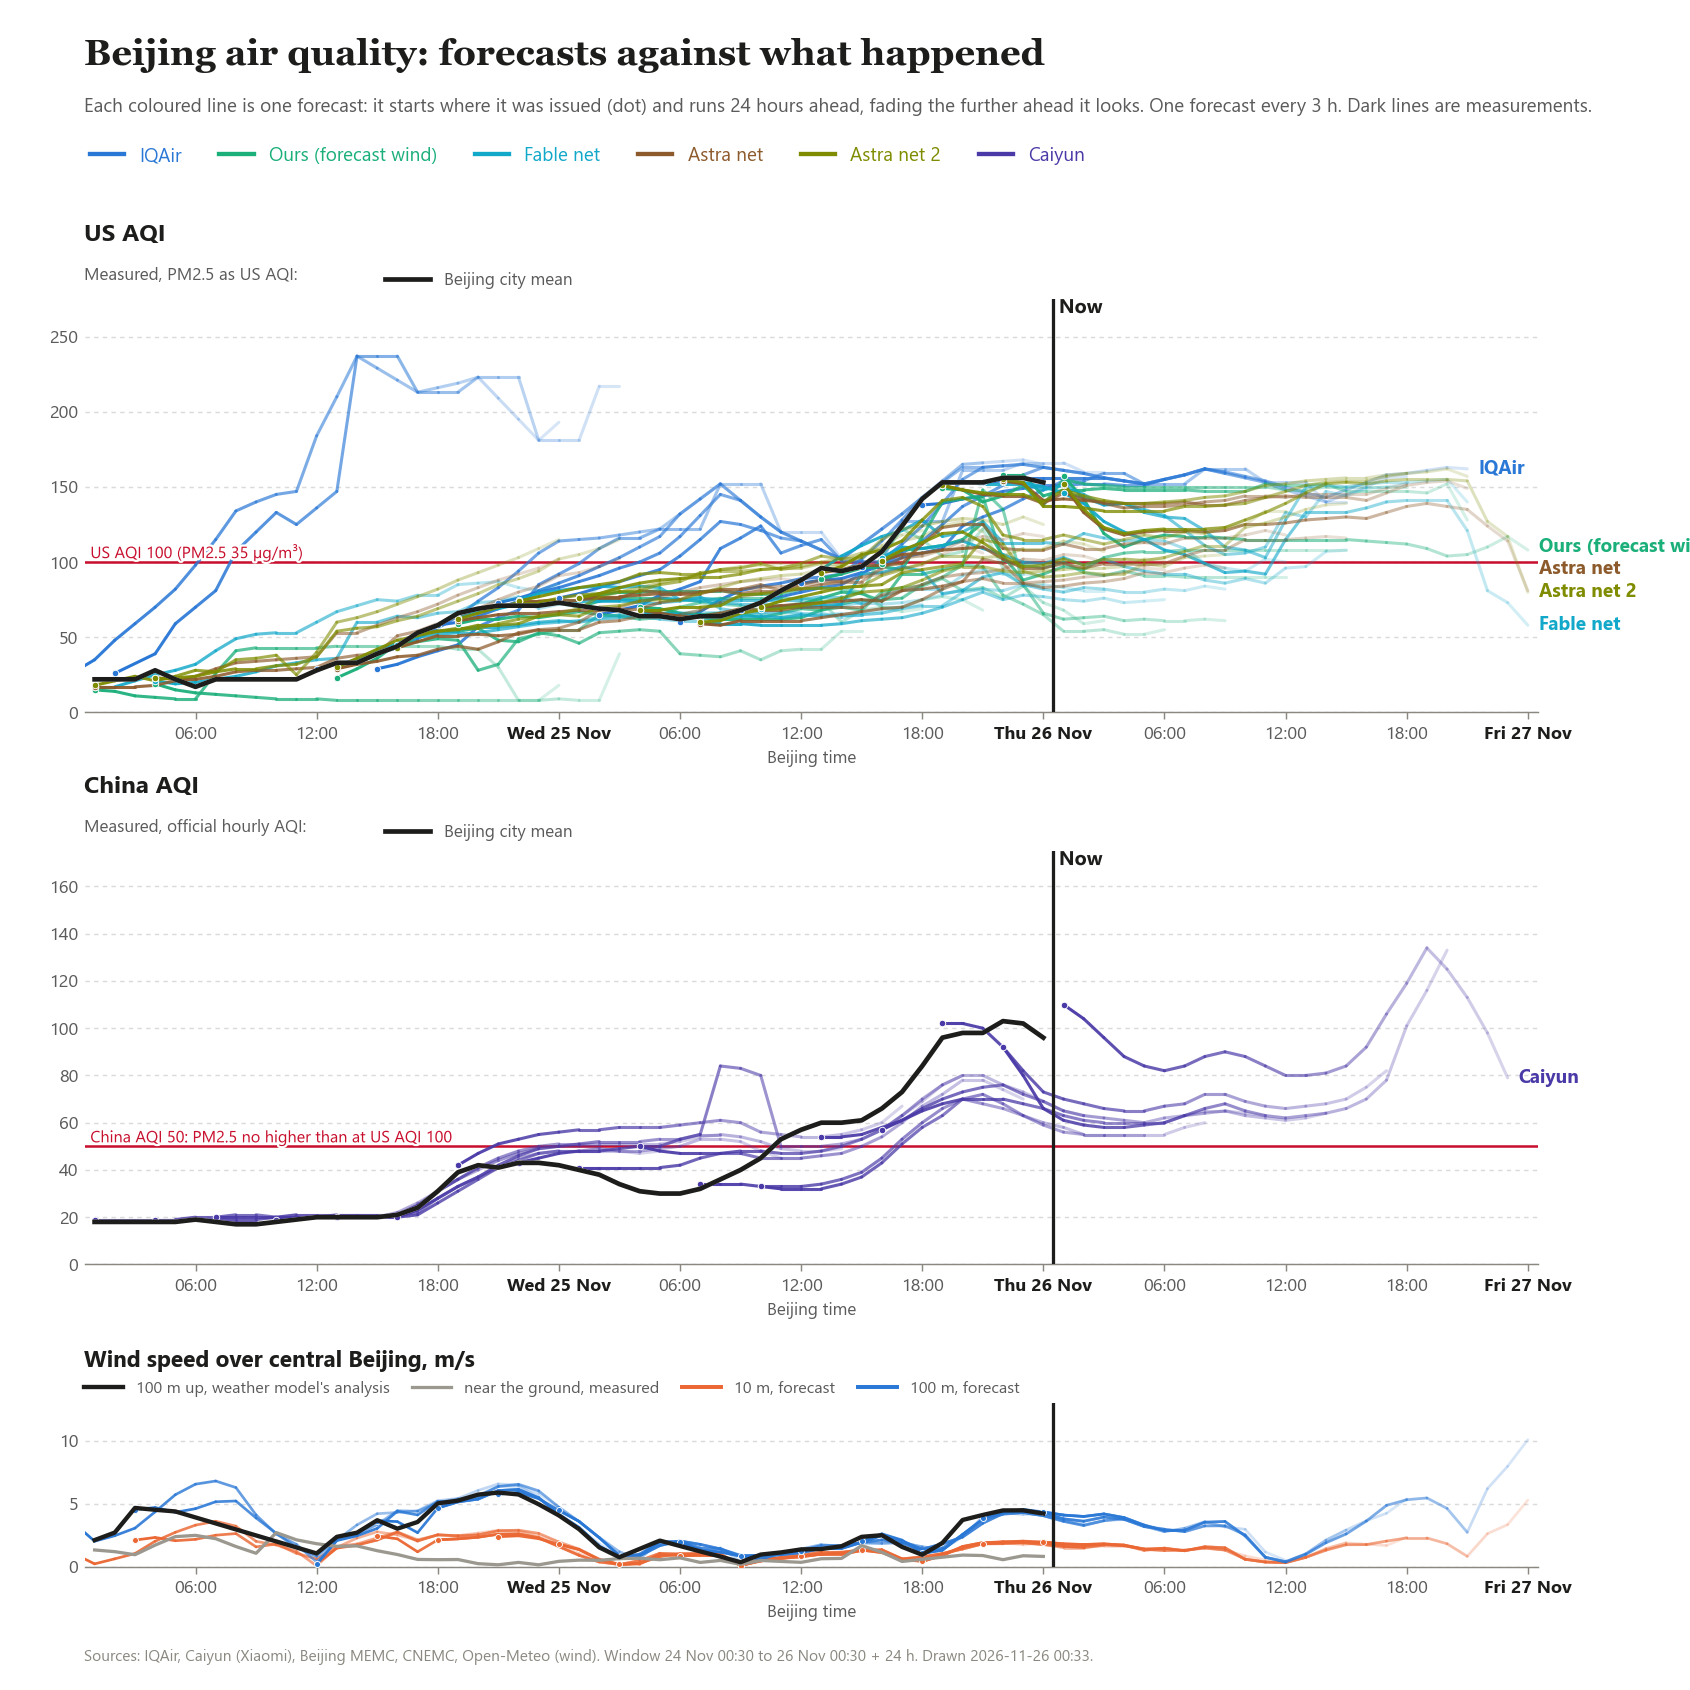 Beijing air quality: forecasts against what happened
Each coloured line is one forecast: it starts where it was issued (dot) and runs 24 hours ahead, fading the further ahead it looks. One forecast every 3 h. Dark lines are measurements.
IQAir Ours (forecast wind) Fable net Astra net Astra net 2 Caiyun
US AQI
Measured, PM2.5 as US AQI: Beijing city mean
Now
250
200
150
100
50
0
US AQI 100 (PM2.5 35 µg/m³)
IQAir
Ours (forecast wi
Astra net
Astra net 2
Fable net
06:00 12:00 18:00 Wed 25 Nov 06:00 12:00 18:00 Thu 26 Nov 06:00 12:00 18:00 Fri 27 Nov
Beijing time
China AQI
Measured, official hourly AQI: Beijing city mean
Now
160
140
120
100
80
60
40
20
0
China AQI 50: PM2.5 no higher than at US AQI 100
Caiyun
06:00 12:00 18:00 Wed 25 Nov 06:00 12:00 18:00 Thu 26 Nov 06:00 12:00 18:00 Fri 27 Nov
Beijing time
Wind speed over central Beijing, m/s
100 m up, weather model's analysis near the ground, measured 10 m, forecast 100 m, forecast
10
5
0
06:00 12:00 18:00 Wed 25 Nov 06:00 12:00 18:00 Thu 26 Nov 06:00 12:00 18:00 Fri 27 Nov
Beijing time
Sources: IQAir, Caiyun (Xiaomi), Beijing MEMC, CNEMC, Open-Meteo (wind). Window 24 Nov 00:30 to 26 Nov 00:30 + 24 h. Drawn 2026-11-26 00:33.